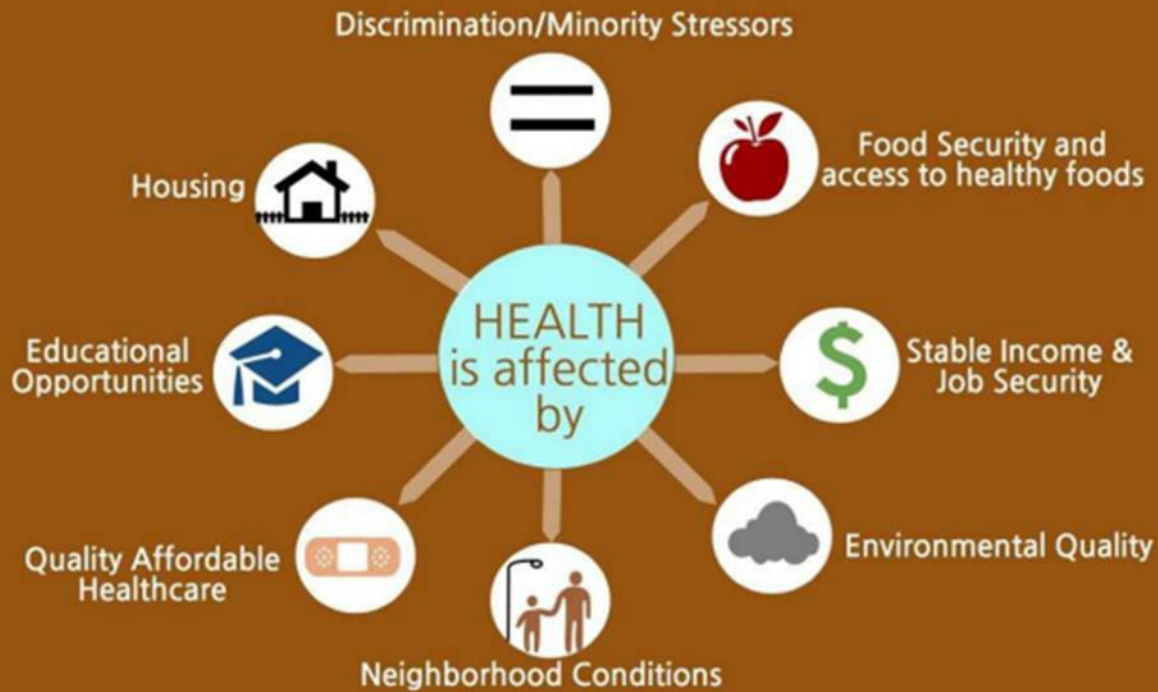 Discrimination/Minority Stressors
Food Security and
access to healthy foods
Housing
HEALTH
is affected
by
Educational
Opportunities
Stable Income &
Job Security
Quality Affordable
Healthcare
Environmental Quality
Neighborhood Conditions